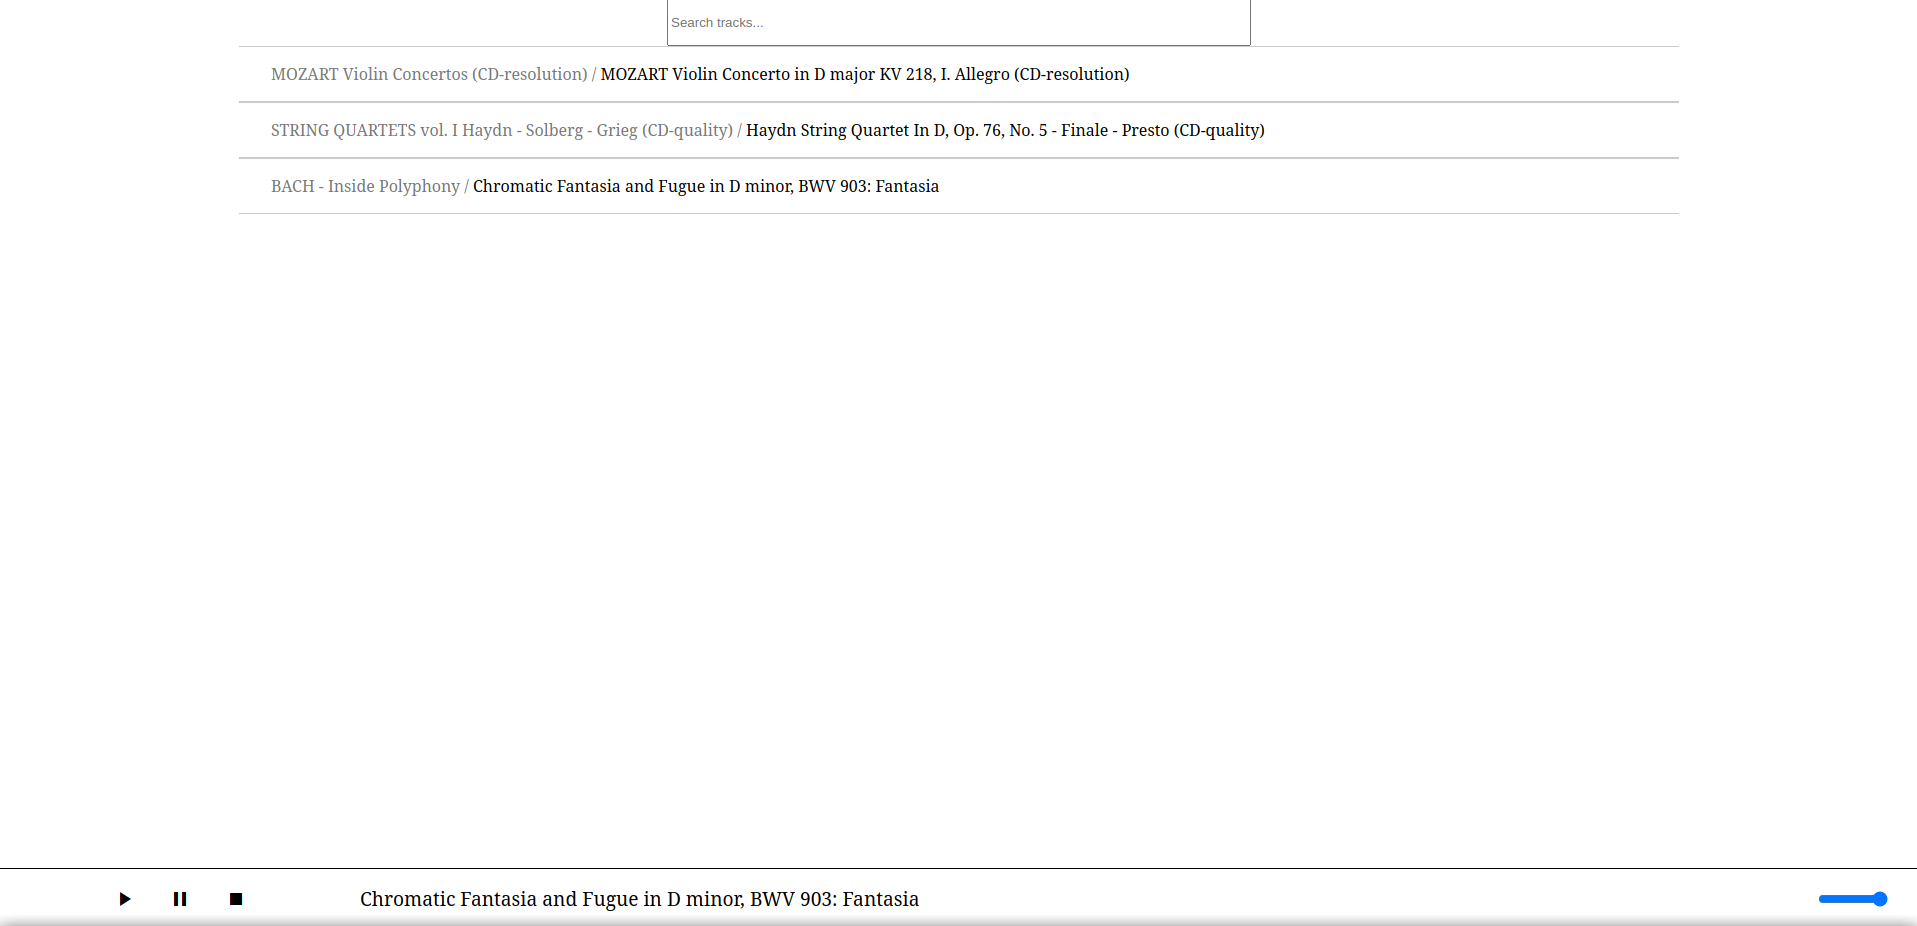 Search tracks...
MOZART Violin Concertos (CD-resolution) / MOZART Violin Concerto in D major KV 218, I. Allegro (CD-resolution)
STRING QUARTETS vol. I Haydn - Solberg - Grieg (CD-quality) / Haydn String Quartet In D, Op. 76, No. 5 - Finale - Presto (CD-quality)
BACH - Inside Polyphony / Chromatic Fantasia and Fugue in D minor, BWV 903: Fantasia
Chromatic Fantasia and Fugue in D minor, BWV 903: Fantasia